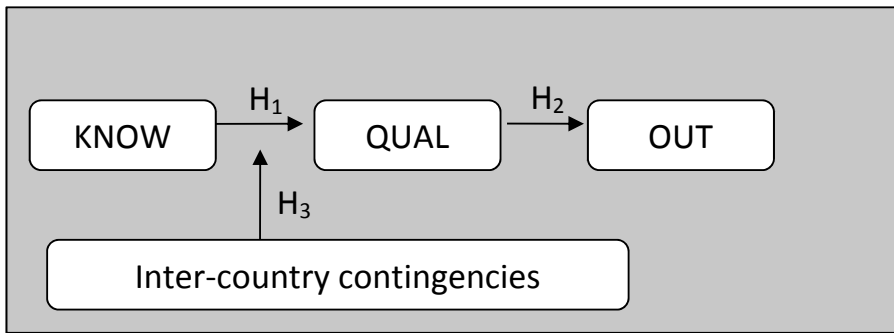 H₁
H₂
KNOW
QUAL
OUT
H₃
Inter-country contingencies